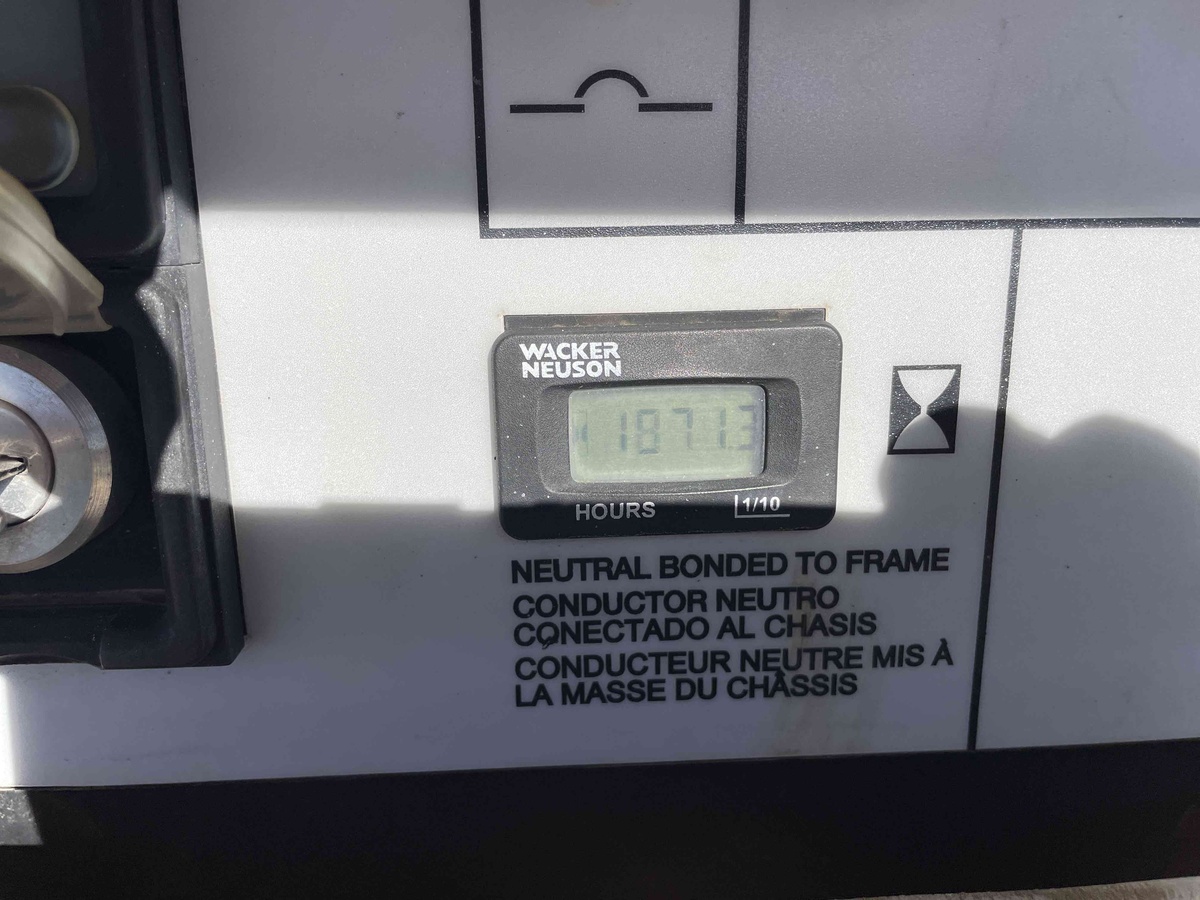 WACKER
NEUSON
1871.3
HOURS 1/10
NEUTRAL BONDED TO FRAME
CONDUCTOR NEUTRO
CONECTADO AL CHASIS
CONDUCTEUR NEUTRE MIS À
LA MASSE DU CHÂSSIS